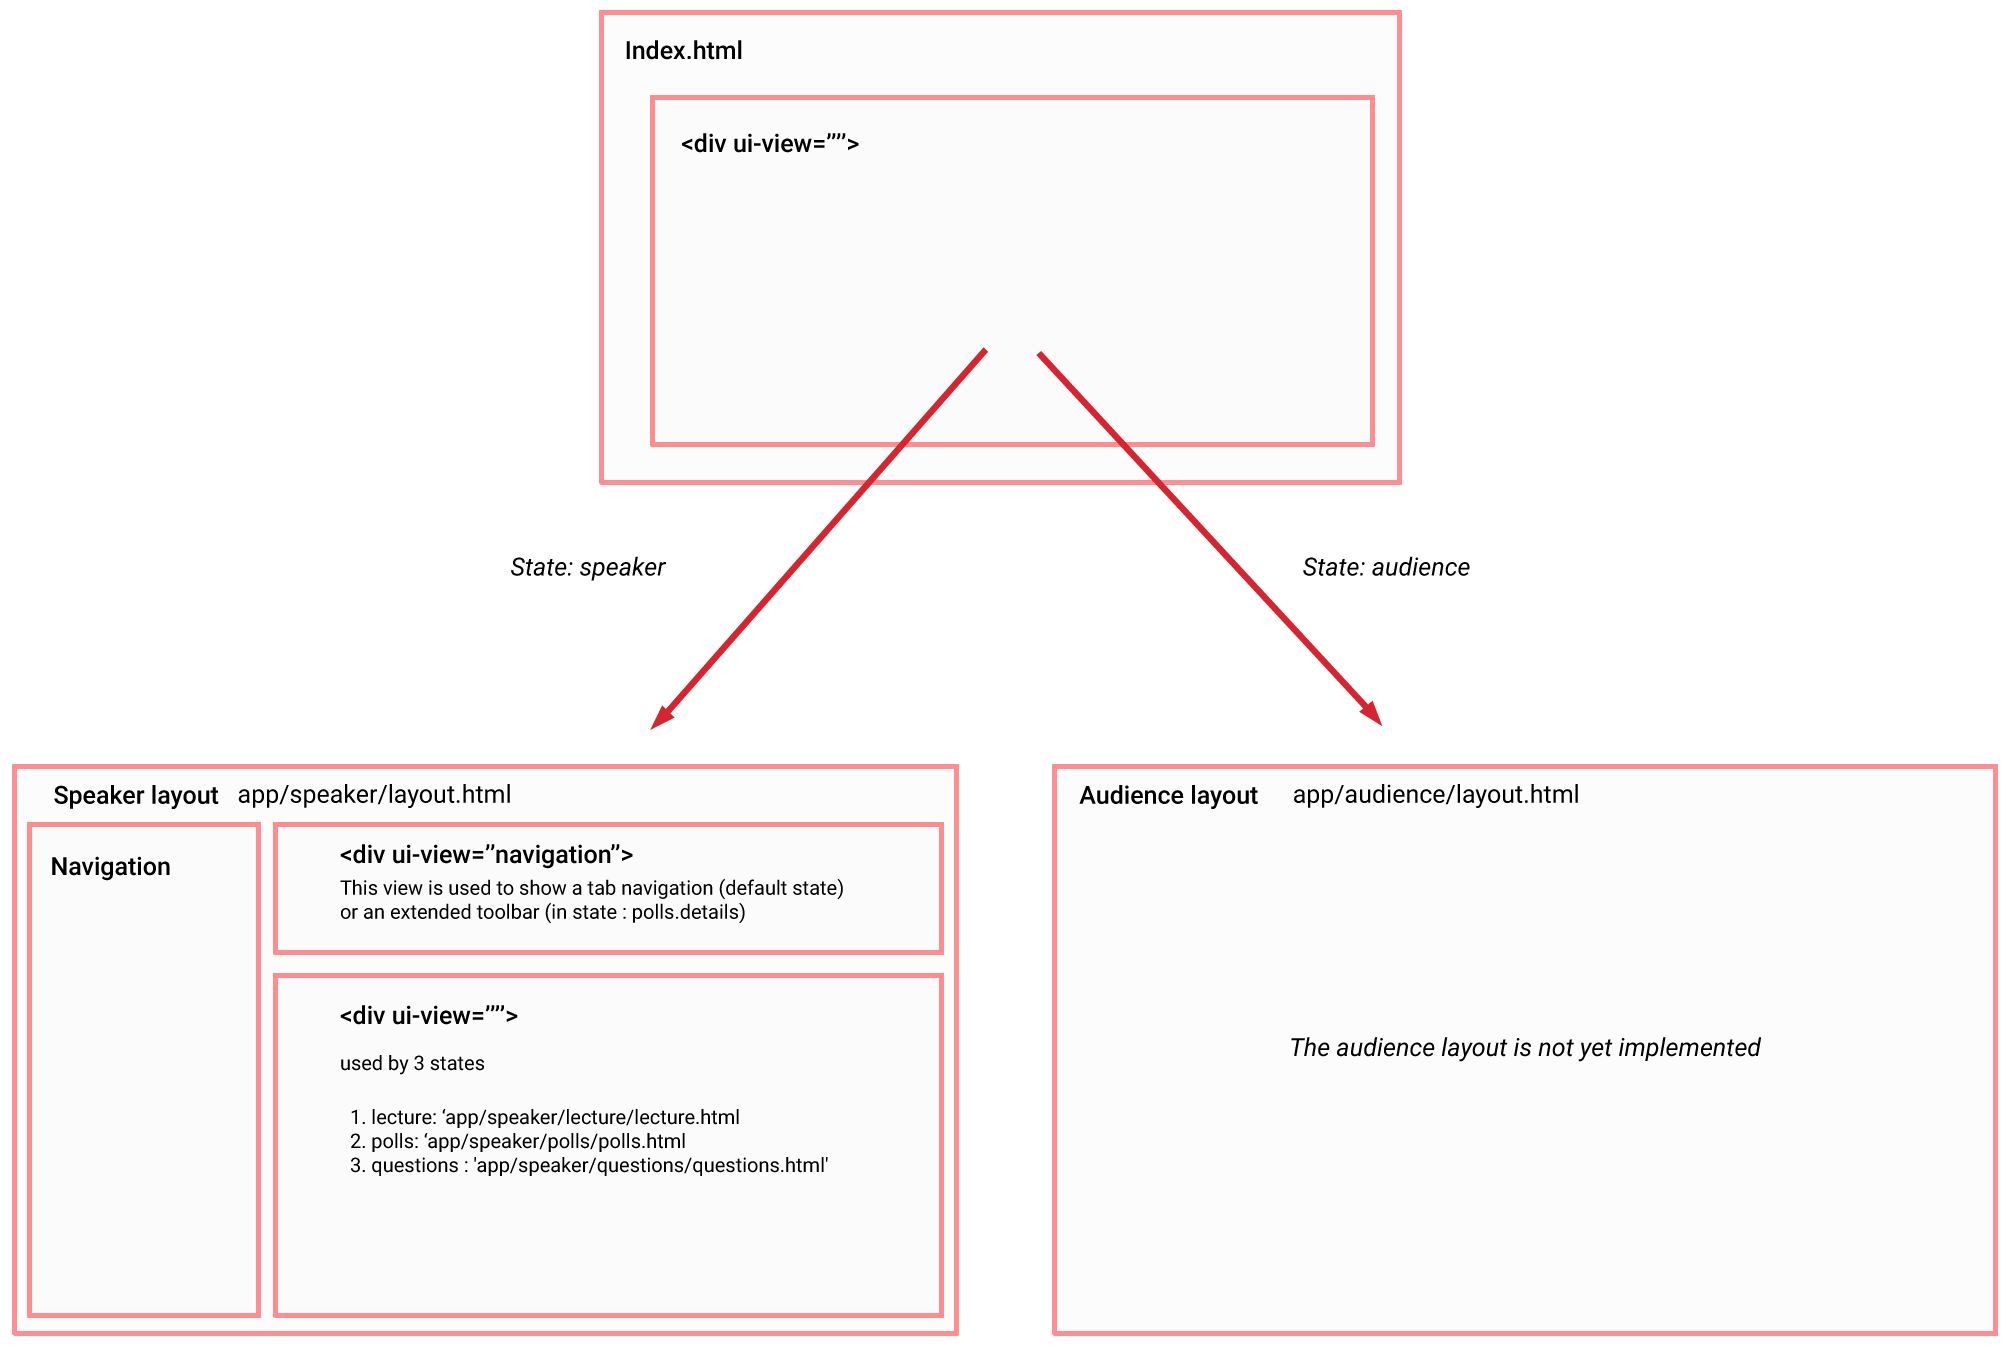 Index.html
<div ui-view=””>
State: speaker
State: audience
Speaker layout app/speaker/layout.html
Navigation
<div ui-view=”navigation”>
This view is used to show a tab navigation (default state)
or an extended toolbar (in state : polls.details)
<div ui-view=””>
used by 3 states
1. lecture: ‘app/speaker/lecture/lecture.html
2. polls: ‘app/speaker/polls/polls.html
3. questions : 'app/speaker/questions/questions.html'
Audience layout app/audience/layout.html
The audience layout is not yet implemented